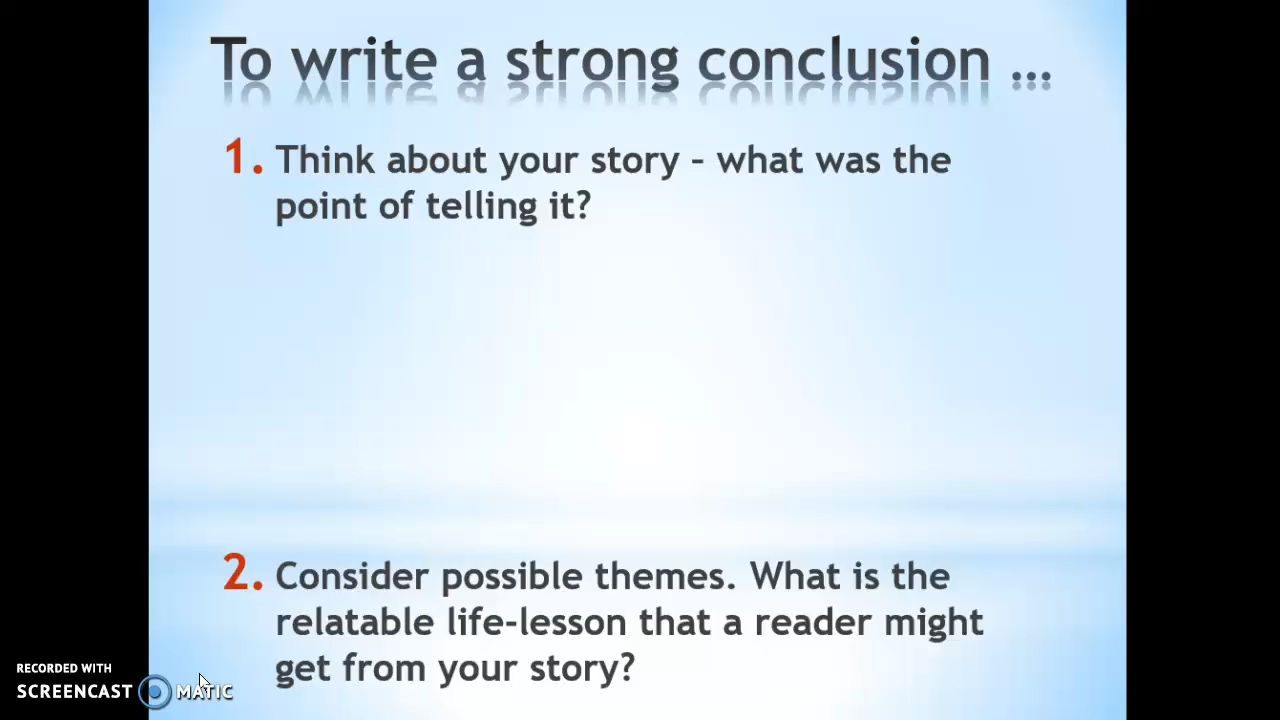 To write a strong conclusion ...
1. Think about your story – what was the
point of telling it?
2. Consider possible themes. What is the
relatable life-lesson that a reader might
get from your story?
RECORDED WITH
SCREENCAST MATIC